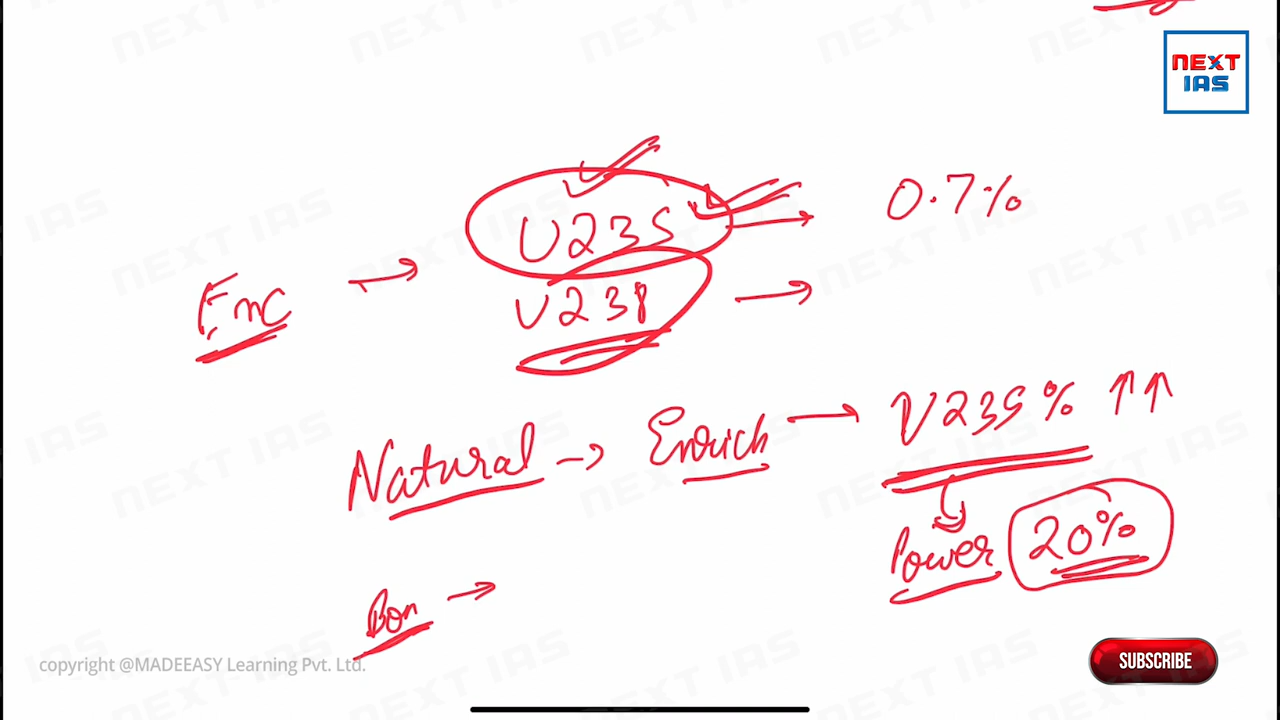 NEXT
IAS
U235 → 0.7%
Enc →
U238 →
Natural → Enrich → U235% ↑↑
Power 20%
Bom →
copyright @MADEEASY Learning Pvt. Ltd.
SUBSCRIBE